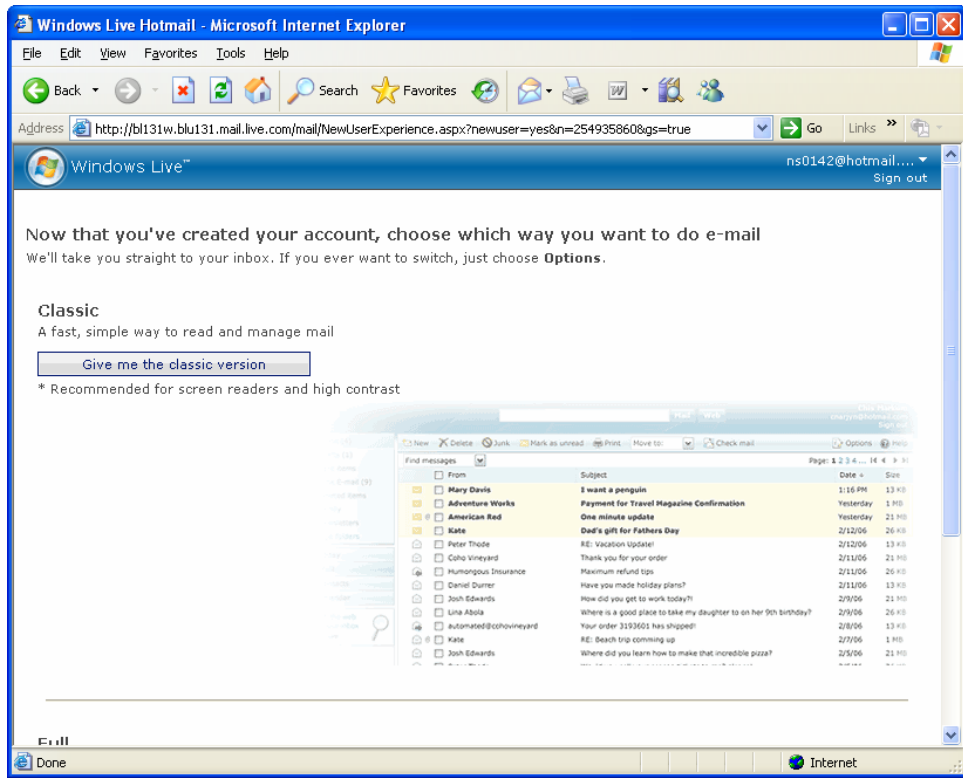 Windows Live Hotmail - Microsoft Internet Explorer
File Edit View Favorites Tools Help
Back Search Favorites
Address http://bl131w.blu131.mail.live.com/mail/NewUserExperience.aspx?newuser=yes&n=254935860&gs=true Go Links »
Windows Live™ ns0142@hotmail....
Sign out
Now that you've created your account, choose which way you want to do e-mail
We'll take you straight to your inbox. If you ever want to switch, just choose Options.
Classic
A fast, simple way to read and manage mail
Give me the classic version
* Recommended for screen readers and high contrast
Mail Web
Sign out
New Delete Junk Mark as unread Print Move to: Check mail Options Help
Find messages Page: 1 2 3 4 ...
From Subject Date Size
Mary Davis I want a penguin 1:16 PM 13 KB
Adventure Works Payment for Travel Magazine Confirmation Yesterday 1 MB
American Red One minute update Yesterday 21 MB
Kate Dad's gift for Fathers Day 2/12/06 26 KB
Peter Thode RE: Vacation Update! 2/12/06 13 KB
Coho Vineyard Thank you for your order 2/11/06 21 MB
Humongous Insurance Maximum refund tips 2/11/06 26 KB
Daniel Durrer Have you made holiday plans? 2/11/06 13 KB
Josh Edwards How did you get to work today?! 2/9/06 21 MB
Lina Abola Where is a good place to take my daughter to on her 9th birthday? 2/9/06 26 KB
automated@cohovineyard Your order 3193601 has shipped! 2/8/06 13 KB
Kate RE: Beach trip comming up 2/7/06 1 MB
Josh Edwards Where did you learn how to make that incredible pizza? 2/5/06 21 MB
Full
Done Internet